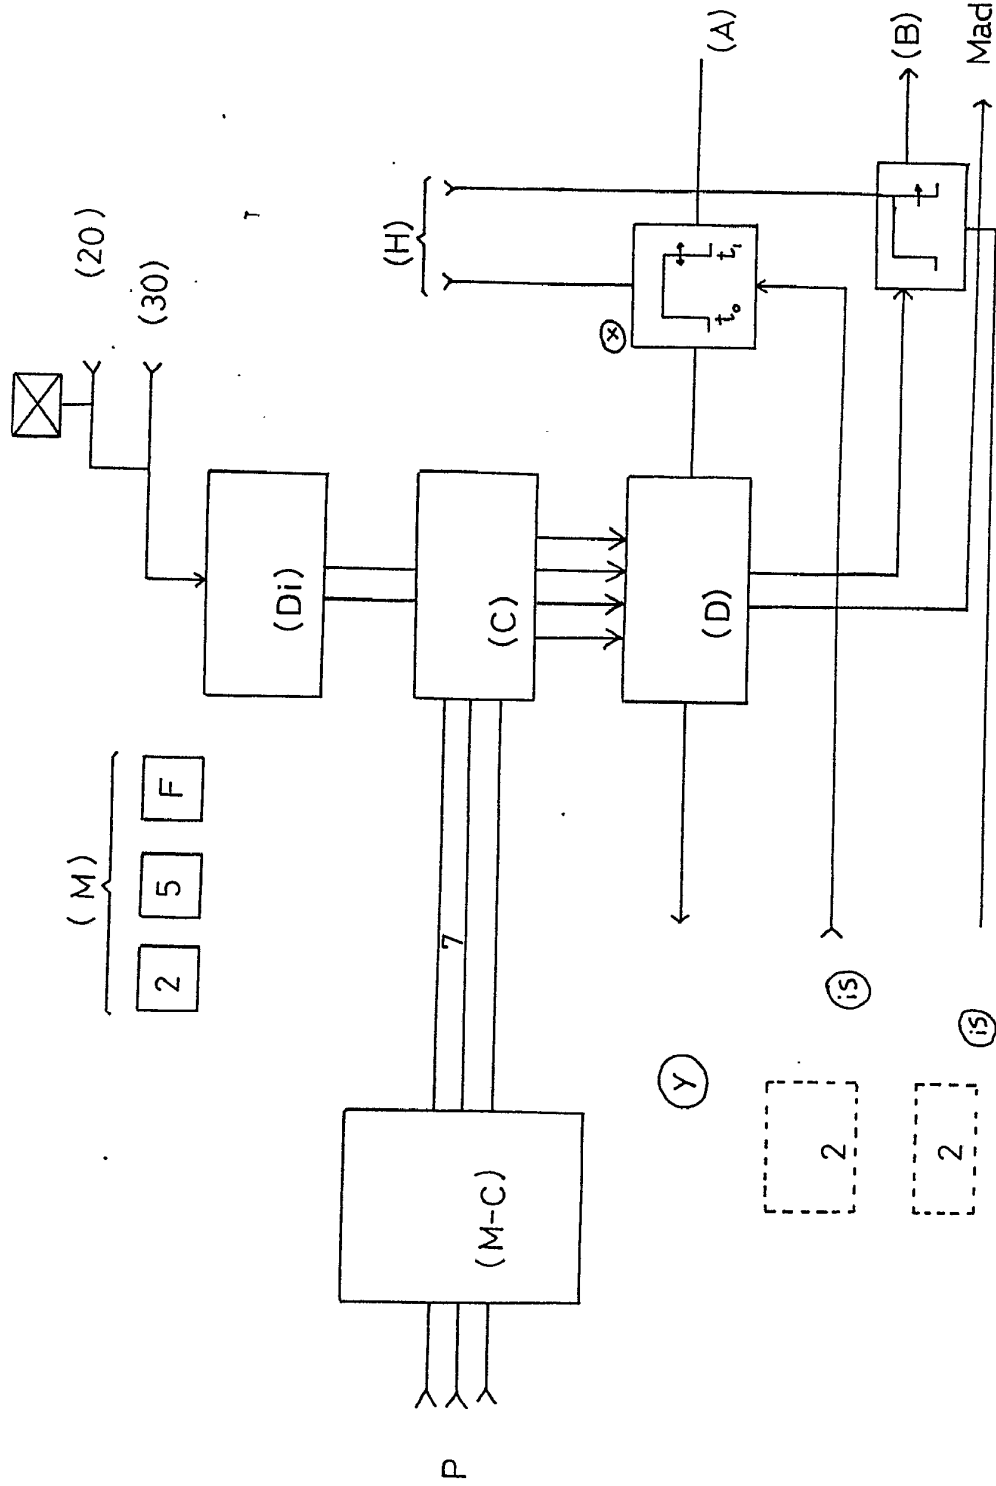 (M)
(20)
(30)
2 5 F
(Di)
(H)
P
7
(M-C)
(C)
x
t₀ t₁
(A)
(D)
y
2
is
(B)
2
is
Mad